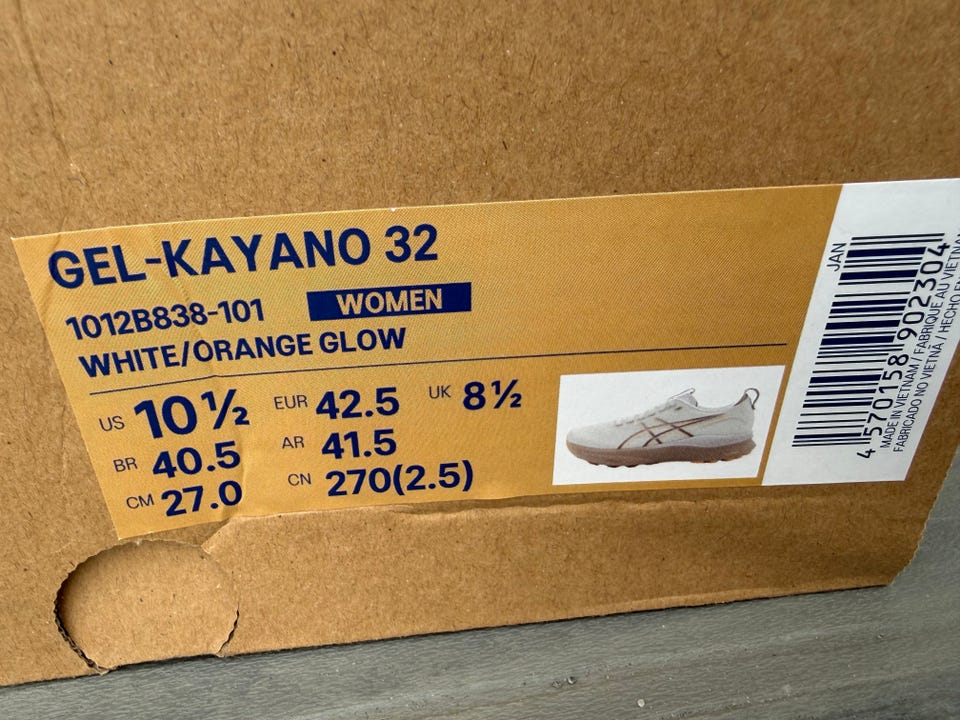 GEL-KAYANO 32
1012B838-101 WOMEN
WHITE/ORANGE GLOW
US 10½ EUR 42.5 UK 8½
BR 40.5 AR 41.5
CM 27.0 CN 270(2.5)
JAN
4 570158 902304
MADE IN VIETNAM / FABRIQUÉ AU VIETNAM
FABRICADO NO VIETNÃ / HECHO EN